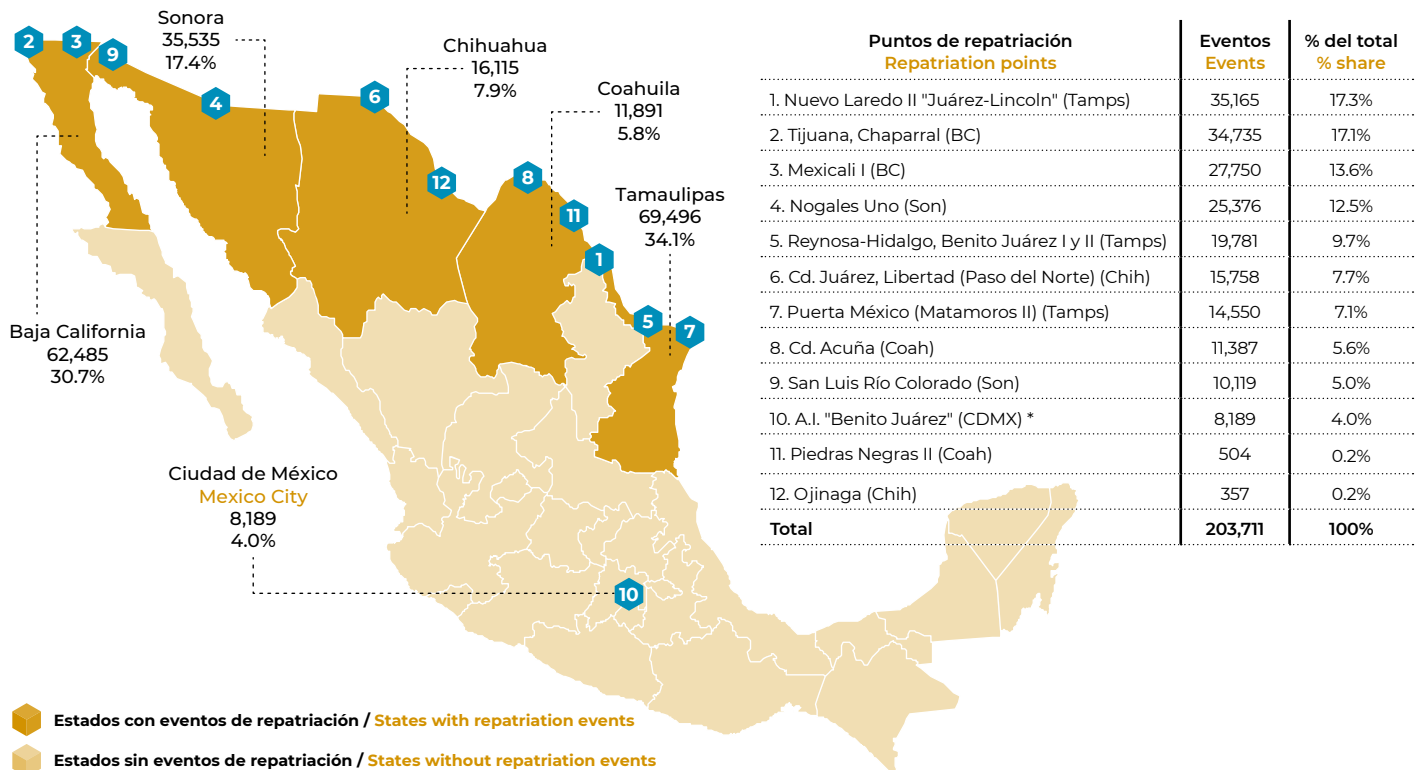 Sonora
35,535
17.4%
Chihuahua
16,115
7.9%
Coahuila
11,891
5.8%
Tamaulipas
69,496
34.1%
Baja California
62,485
30.7%
Ciudad de México
Mexico City
8,189
4.0%
2
3
9
4
6
12
8
11
1
5
7
10
Puntos de repatriación Eventos % del total
Repatriation points Events % share
1. Nuevo Laredo II "Juárez-Lincoln" (Tamps) 35,165 17.3%
2. Tijuana, Chaparral (BC) 34,735 17.1%
3. Mexicali I (BC) 27,750 13.6%
4. Nogales Uno (Son) 25,376 12.5%
5. Reynosa-Hidalgo, Benito Juárez I y II (Tamps) 19,781 9.7%
6. Cd. Juárez, Libertad (Paso del Norte) (Chih) 15,758 7.7%
7. Puerta México (Matamoros II) (Tamps) 14,550 7.1%
8. Cd. Acuña (Coah) 11,387 5.6%
9. San Luis Río Colorado (Son) 10,119 5.0%
10. A.I. "Benito Juárez" (CDMX) * 8,189 4.0%
11. Piedras Negras II (Coah) 504 0.2%
12. Ojinaga (Chih) 357 0.2%
Total 203,711 100%
Estados con eventos de repatriación / States with repatriation events
Estados sin eventos de repatriación / States without repatriation events